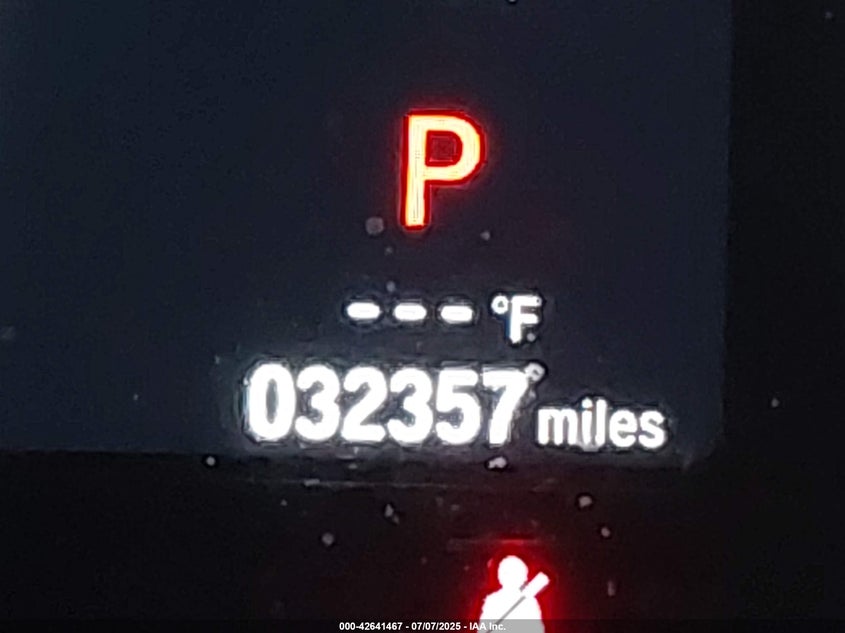 P
--- °F
032357 miles
000-42641467 - 07/07/2025 - IAA Inc.